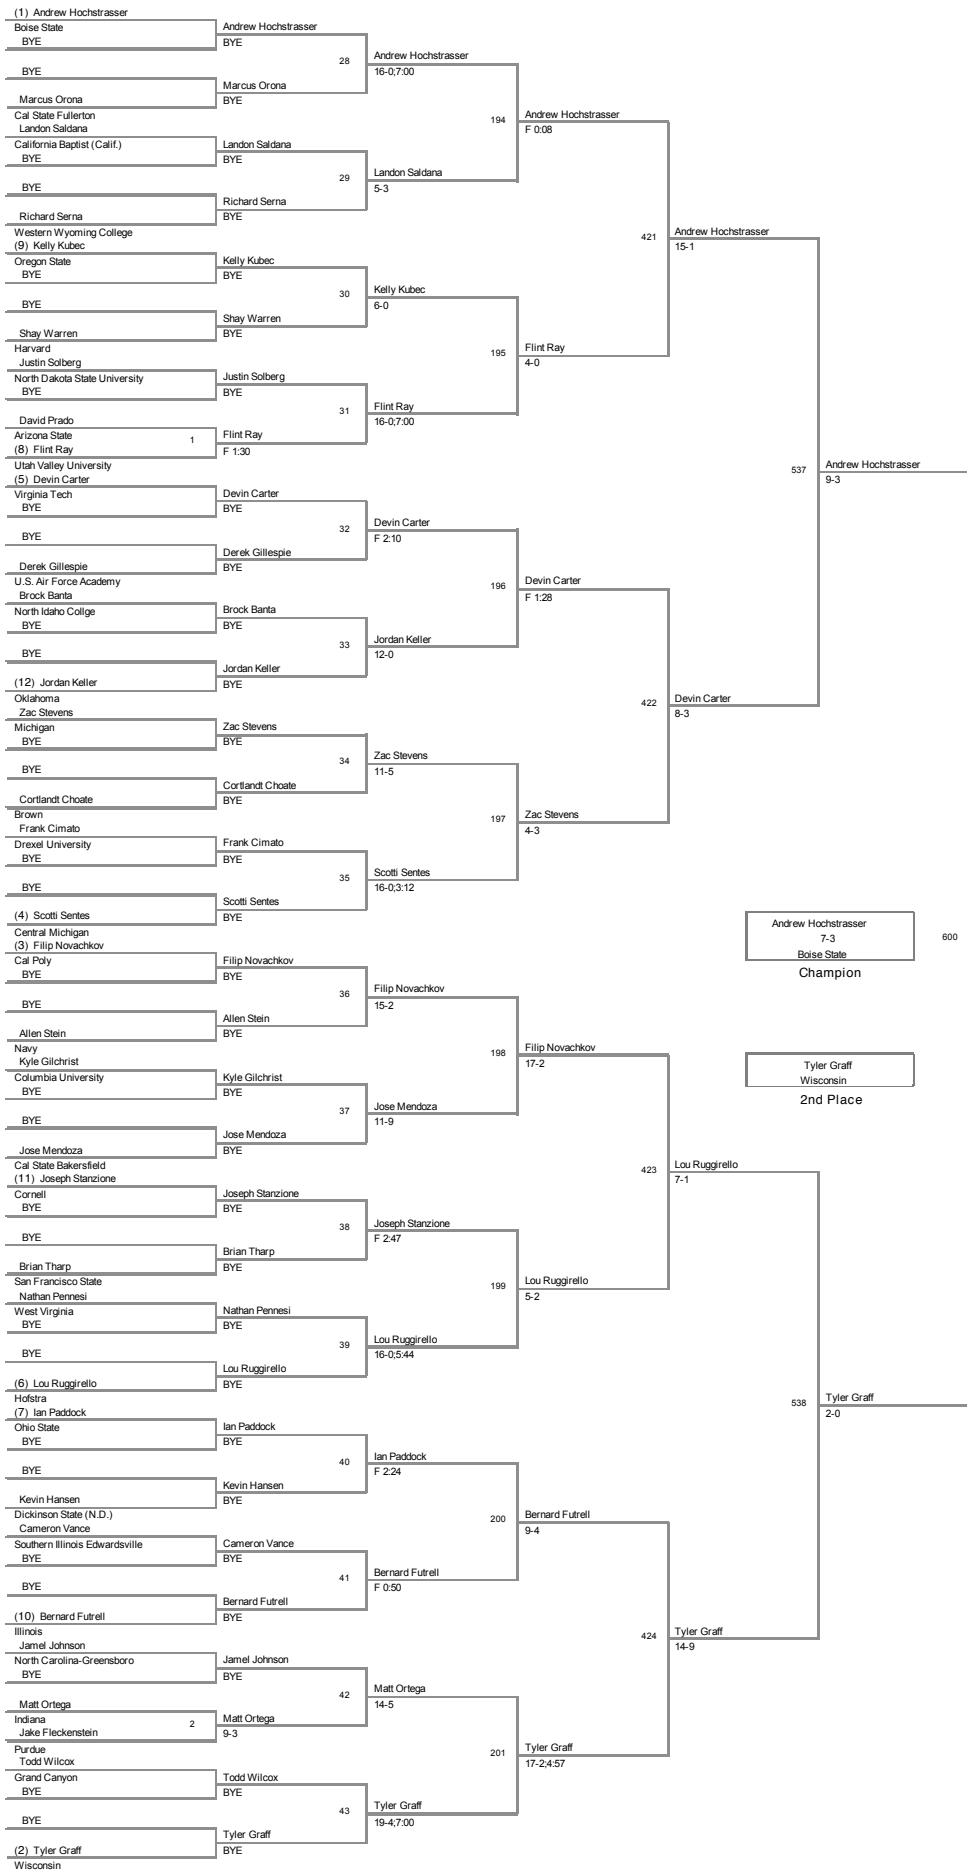 (1) Andrew Hochstrasser
Boise State
BYE
BYE
Marcus Orona
Cal State Fullerton
Landon Saldana
California Baptist (Calif.)
BYE
BYE
Richard Serna
Western Wyoming College
(9) Kelly Kubec
Oregon State
BYE
BYE
Shay Warren
Harvard
Justin Solberg
North Dakota State University
BYE
David Prado
Arizona State
1
(8) Flint Ray
Utah Valley University
(5) Devin Carter
Virginia Tech
BYE
BYE
Derek Gillespie
U.S. Air Force Academy
Brock Banta
North Idaho Collge
BYE
BYE
(12) Jordan Keller
Oklahoma
Zac Stevens
Michigan
BYE
BYE
Cortlandt Choate
Brown
Frank Cimato
Drexel University
BYE
BYE
(4) Scotti Sentes
Central Michigan
(3) Filip Novachkov
Cal Poly
BYE
BYE
Allen Stein
Navy
Kyle Gilchrist
Columbia University
BYE
BYE
Jose Mendoza
Cal State Bakersfield
(11) Joseph Stanzione
Cornell
BYE
BYE
Brian Tharp
San Francisco State
Nathan Pennesi
West Virginia
BYE
BYE
(6) Lou Ruggirello
Hofstra
(7) Ian Paddock
Ohio State
BYE
BYE
Kevin Hansen
Dickinson State (N.D.)
Cameron Vance
Southern Illinois Edwardsville
BYE
BYE
(10) Bernard Futrell
Illinois
Jamel Johnson
North Carolina-Greensboro
BYE
Matt Ortega
Indiana
2
Jake Fleckenstein
Purdue
Todd Wilcox
Grand Canyon
BYE
BYE
(2) Tyler Graff
Wisconsin
Andrew Hochstrasser
BYE
28
Marcus Orona
BYE
Landon Saldana
BYE
29
Richard Serna
BYE
Kelly Kubec
BYE
30
Shay Warren
BYE
Justin Solberg
BYE
31
Flint Ray
F 1:30
Devin Carter
BYE
32
Derek Gillespie
BYE
Brock Banta
BYE
33
Jordan Keller
BYE
Zac Stevens
BYE
34
Cortlandt Choate
BYE
Frank Cimato
BYE
35
Scotti Sentes
BYE
Filip Novachkov
BYE
36
Allen Stein
BYE
Kyle Gilchrist
BYE
37
Jose Mendoza
BYE
Joseph Stanzione
BYE
38
Brian Tharp
BYE
Nathan Pennesi
BYE
39
Lou Ruggirello
BYE
Ian Paddock
BYE
40
Kevin Hansen
BYE
Cameron Vance
BYE
41
Bernard Futrell
BYE
Jamel Johnson
BYE
42
Matt Ortega
9-3
Todd Wilcox
BYE
43
Tyler Graff
BYE
Andrew Hochstrasser
16-0;7:00
194
Landon Saldana
5-3
Kelly Kubec
6-0
195
Flint Ray
16-0;7:00
Devin Carter
F 2:10
196
Jordan Keller
12-0
Zac Stevens
11-5
197
Scotti Sentes
16-0;3:12
Filip Novachkov
15-2
198
Jose Mendoza
11-9
Joseph Stanzione
F 2:47
199
Lou Ruggirello
16-0;5:44
Ian Paddock
F 2:24
200
Bernard Futrell
F 0:50
Matt Ortega
14-5
201
Tyler Graff
19-4;7:00
Andrew Hochstrasser
F 0:08
421
Flint Ray
4-0
Devin Carter
F 1:28
422
Zac Stevens
4-3
Filip Novachkov
17-2
423
Lou Ruggirello
5-2
Bernard Futrell
9-4
424
Tyler Graff
17-2;4:57
Andrew Hochstrasser
15-1
537
Devin Carter
8-3
Lou Ruggirello
7-1
538
Tyler Graff
14-9
Andrew Hochstrasser
9-3
Tyler Graff
2-0
Andrew Hochstrasser
7-3
Boise State
600
Champion
Tyler Graff
Wisconsin
2nd Place